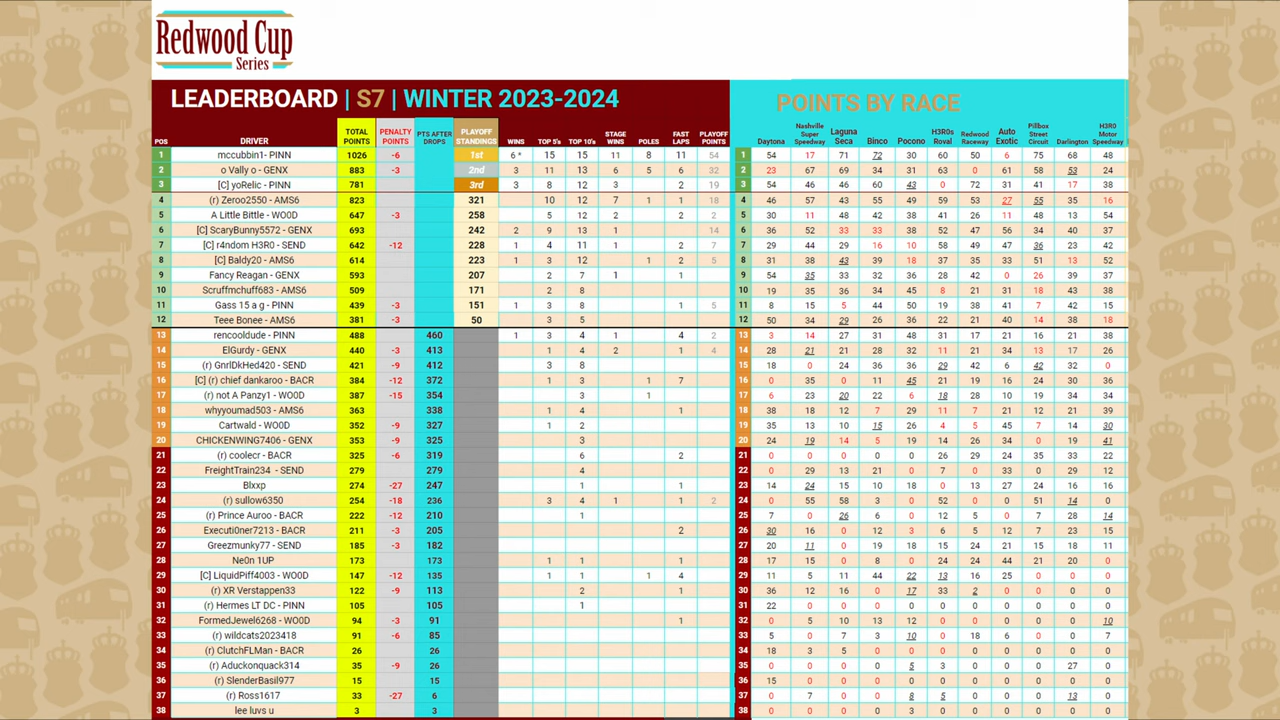 Redwood Cup
Series
LEADERBOARD | S7 | WINTER 2023-2024
POINTS BY RACE
POS DRIVER TOTAL POINTS PENALTY POINTS PTS AFTER DROPS PLAYOFF STANDINGS WINS TOP 5's TOP 10's STAGE WINS POLES FAST LAPS PLAYOFF POINTS Daytona Nashville Super Speedway Laguna Seca Binco Pocono H3R0s Roval Redwood Raceway Auto Exotic Pillbox Street Circuit Darlington H3R0 Motor Speedway
1 mccubbin1- PINN 1026 -6 1st 6 * 15 15 11 8 11 54 1 54 17 71 72 30 60 50 6 75 68 48
2 o Vally o - GENX 883 -3 2nd 3 11 13 6 5 6 32 2 23 67 69 34 31 63 0 61 58 53 24
3 [C] yoRelic - PINN 781 3rd 3 8 12 3 2 19 3 54 46 46 60 43 0 72 31 41 17 38
4 (r) Zeroo2550 - AMS6 823 321 10 12 7 1 1 18 4 46 57 43 55 49 59 53 27 55 35 16
5 A Little Bittle - WO0D 647 -3 258 5 12 2 2 2 5 30 11 48 42 38 41 26 11 48 13 54
6 [C] ScaryBunny5572 - GENX 693 242 2 9 13 1 14 6 36 52 33 33 38 52 47 56 34 40 37
7 [C] r4ndom H3R0 - SEND 642 -12 228 1 4 11 1 2 7 7 29 44 29 16 10 58 49 47 36 23 42
8 [C] Baldy20 - AMS6 614 223 1 3 12 1 2 5 8 31 38 43 39 18 37 35 33 51 13 52
9 Fancy Reagan - GENX 593 207 2 7 1 1 9 54 35 33 32 36 28 42 0 26 39 37
10 Scruffmchuff683 - AMS6 509 171 2 8 10 19 35 36 34 45 8 21 41 18 43 38
11 Gass 15 a g - PINN 439 -3 151 1 3 8 1 5 11 8 15 5 44 50 19 38 41 7 42 15
12 Teee Bonee - AMS6 381 -3 50 3 5 12 50 34 29 26 36 22 21 40 14 38 18
13 rencooldude - PINN 488 460 1 3 4 1 4 2 13 3 14 27 31 48 31 17 21 16 21 38
14 ElGurdy - GENX 440 -3 413 1 4 2 1 4 14 28 21 21 28 32 11 21 34 13 17 26
15 (r) GnrlDkHed420 - SEND 421 -9 412 3 8 15 18 0 24 36 36 29 42 6 42 32 0
16 [C] (r) chief dankaroo - BACR 384 -12 372 1 3 1 7 16 0 35 0 11 45 21 19 16 24 30 36
17 (r) not A Panzy1 - WO0D 387 -15 354 3 1 17 6 23 20 22 6 18 28 10 19 34 34
18 whyyoumad503 - AMS6 363 338 1 4 1 18 38 18 12 7 29 11 7 21 12 21 39
19 Cartwald - WO0D 352 -9 327 1 2 19 35 13 10 15 26 4 5 45 7 14 30
20 CHICKENWING7406 - GENX 353 -9 325 3 20 24 19 14 5 19 14 26 34 0 19 41
21 (r) coolecr - BACR 325 -6 319 6 2 21 0 0 0 0 26 29 24 35 33 22
22 FreightTrain234 - SEND 279 279 4 22 0 29 13 21 0 7 0 33 0 29 12
23 Blxxp 274 -27 247 1 1 23 14 24 15 10 18 0 13 27 24 16 16
24 (r) sullow6350 254 -18 236 3 4 1 1 2 24 0 55 58 3 0 52 0 0 51 14 0
25 (r) Prince Auroo - BACR 222 -12 210 1 25 7 0 26 6 0 12 5 0 7 28 14
26 Executi0ner7213 - BACR 211 -3 205 2 26 30 16 0 12 3 6 5 12 7 23 15
27 Greezmunky77 - SEND 185 -3 182 27 20 11 0 19 18 15 24 21 15 18 11
28 Ne0n 1UP 173 173 1 1 1 28 17 15 0 8 0 24 24 44 21 20 0
29 [C] LiquidPiff4003 - WO0D 147 -12 135 1 1 1 4 29 11 5 11 44 22 13 16 25 0 0 0
30 (r) XR Verstappen33 122 -9 113 2 1 30 36 12 16 0 17 33 2 0 0 0 0
31 (r) Hermes LT DC - PINN 105 105 1 31 22 0 0 0 0 0 0 0 0 0 0
32 FormedJewel6268 - WO0D 94 -3 91 1 32 0 5 10 13 12 0 0 0 0 0 10
33 (r) wildcats2023418 91 -6 85 33 5 0 7 3 10 0 18 6 0 0 7
34 (r) ClutchFLMan - BACR 26 26 34 18 3 5 0 0 0 0 0 0 0 0
35 (r) Aduckonquack314 35 -9 26 35 0 0 0 0 5 3 0 0 0 27 0
36 (r) SlenderBasil977 15 15 36 15 0 0 0 0 0 0 0 0 0 0
37 (r) Ross1617 33 -27 6 37 0 7 0 0 8 5 0 0 0 13 0
38 lee luvs u 3 3 38 0 0 0 0 3 0 0 0 0 0 0